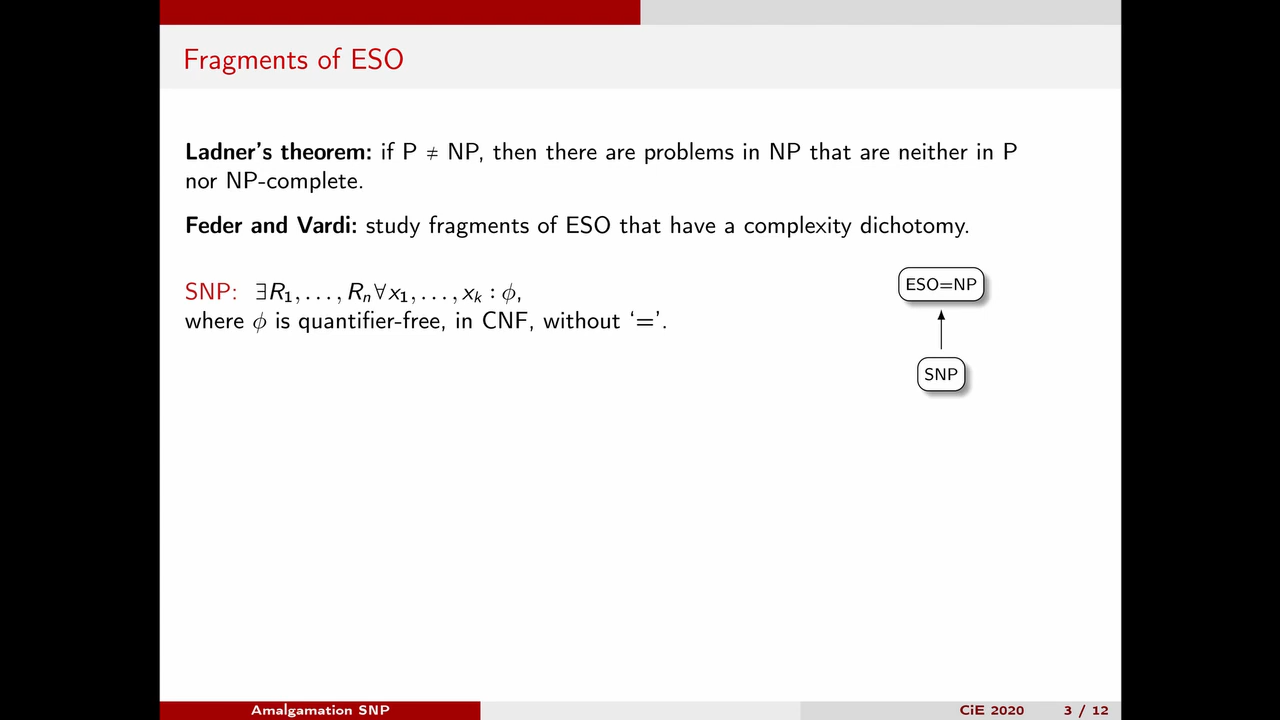 Fragments of ESO
Ladner's theorem: if P ≠ NP, then there are problems in NP that are neither in P
nor NP-complete.
Feder and Vardi: study fragments of ESO that have a complexity dichotomy.
SNP: ∃R₁, . . . , Rₙ∀x₁, . . . , xₖ : ϕ,
where ϕ is quantifier-free, in CNF, without ‘=’.
ESO=NP
SNP
Amalgamation SNP
CiE 2020
3 / 12